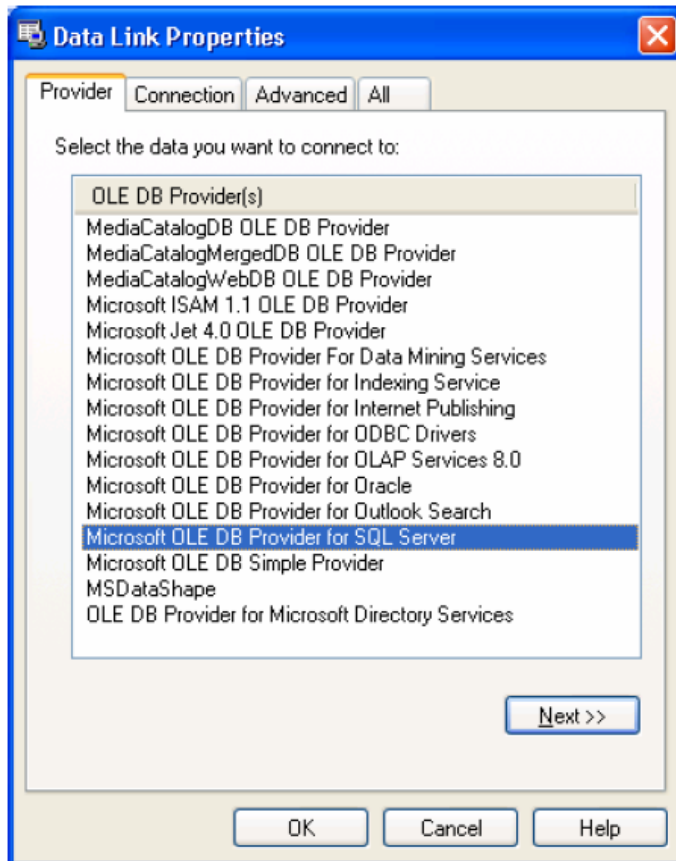 Data Link Properties
Provider Connection Advanced All
Select the data you want to connect to:
OLE DB Provider(s)
MediaCatalogDB OLE DB Provider
MediaCatalogMergedDB OLE DB Provider
MediaCatalogWebDB OLE DB Provider
Microsoft ISAM 1.1 OLE DB Provider
Microsoft Jet 4.0 OLE DB Provider
Microsoft OLE DB Provider For Data Mining Services
Microsoft OLE DB Provider for Indexing Service
Microsoft OLE DB Provider for Internet Publishing
Microsoft OLE DB Provider for ODBC Drivers
Microsoft OLE DB Provider for OLAP Services 8.0
Microsoft OLE DB Provider for Oracle
Microsoft OLE DB Provider for Outlook Search
Microsoft OLE DB Provider for SQL Server
Microsoft OLE DB Simple Provider
MSDataShape
OLE DB Provider for Microsoft Directory Services
Next >>
OK Cancel Help